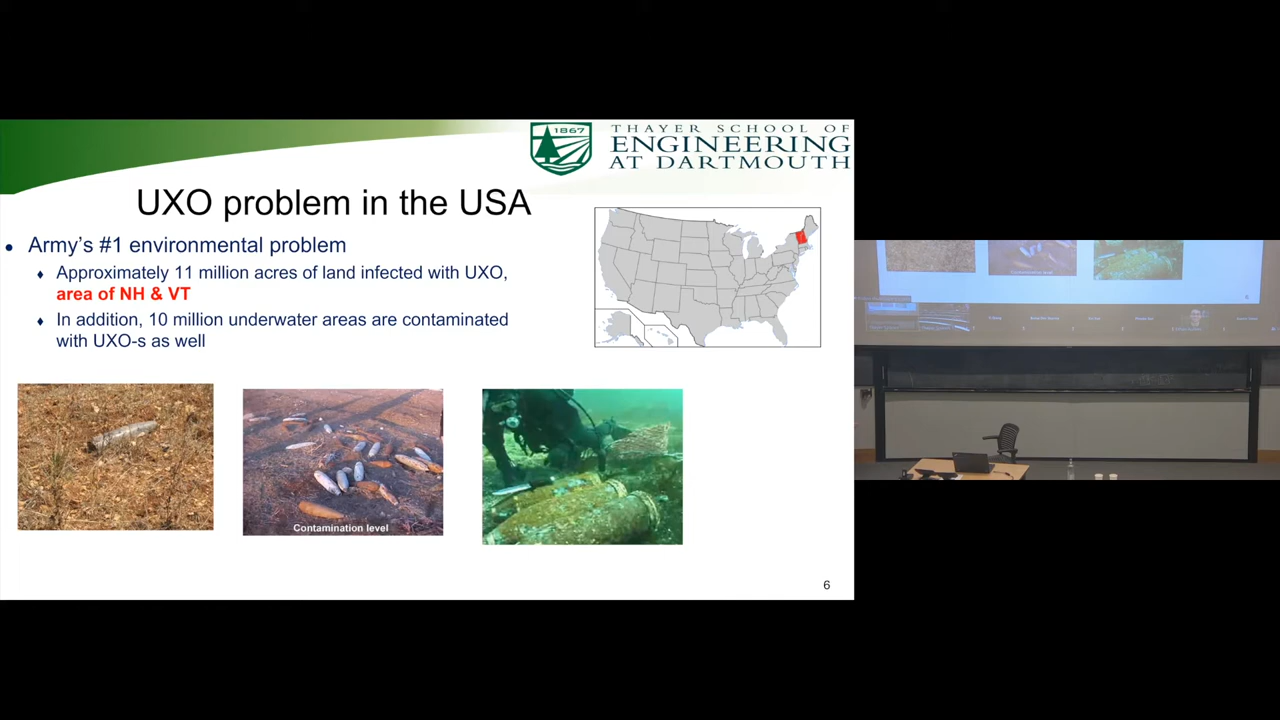 1867
THAYER SCHOOL OF
ENGINEERING
AT DARTMOUTH
UXO problem in the USA
Army's #1 environmental problem
Approximately 11 million acres of land infected with UXO,
area of NH & VT
In addition, 10 million underwater areas are contaminated
with UXO-s as well
Contamination level
6
Contamination level